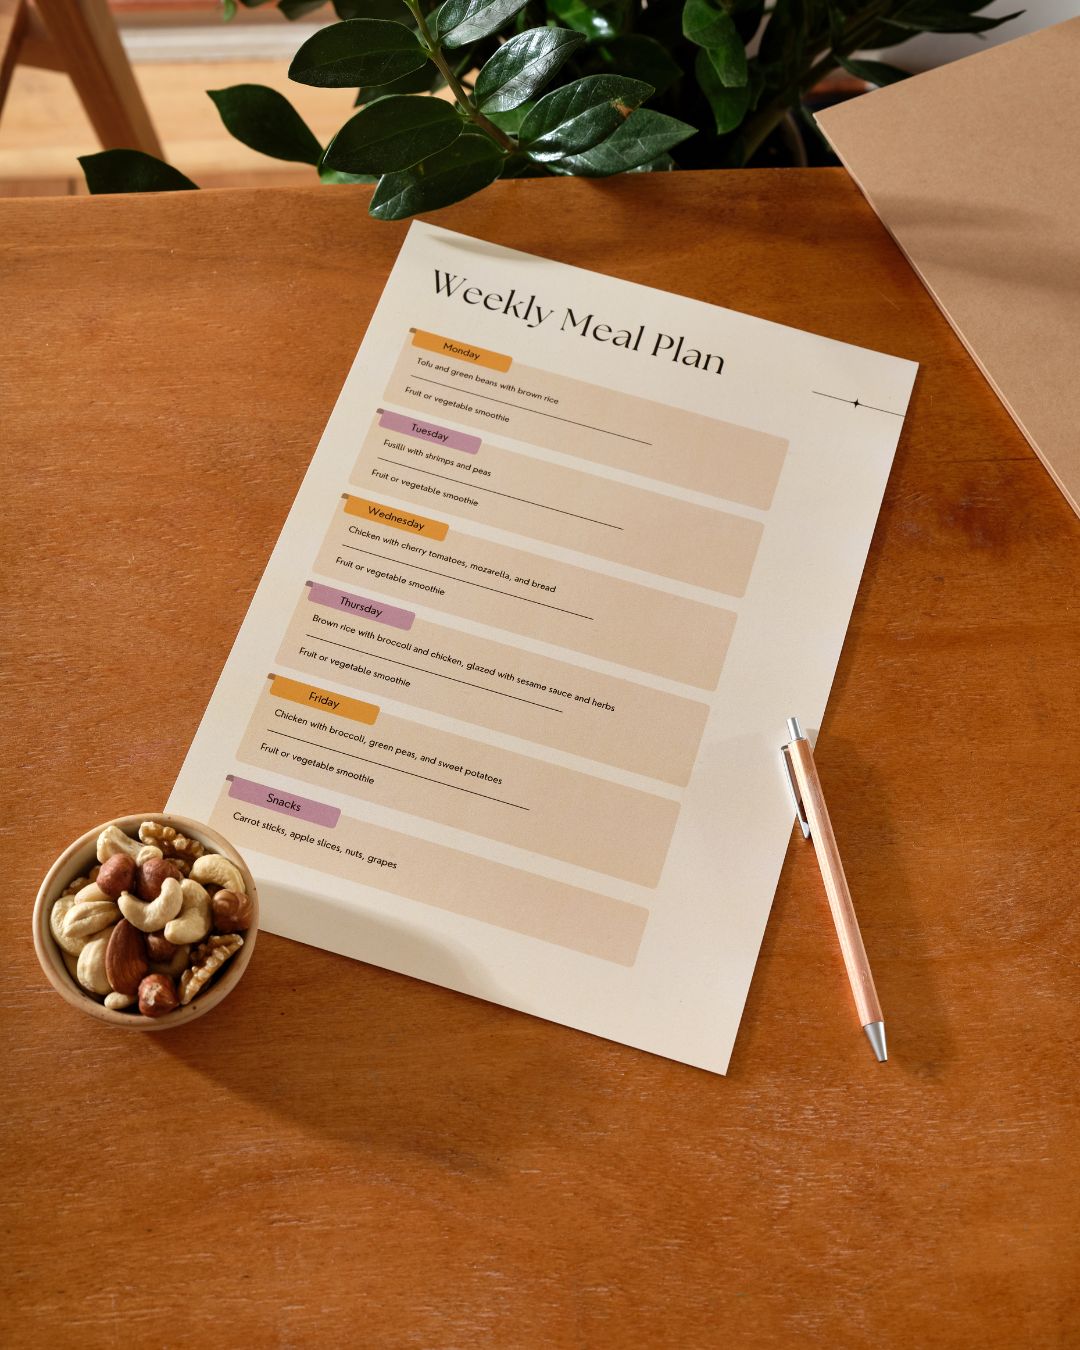 Weekly Meal Plan
Monday
Tofu and green beans with brown rice
Fruit or vegetable smoothie
Tuesday
Fusilli with shrimps and peas
Fruit or vegetable smoothie
Wednesday
Chicken with cherry tomatoes, mozarella, and bread
Fruit or vegetable smoothie
Thursday
Brown rice with broccoli and chicken, glazed with sesame sauce and herbs
Fruit or vegetable smoothie
Friday
Chicken with broccoli, green peas, and sweet potatoes
Fruit or vegetable smoothie
Snacks
Carrot sticks, apple slices, nuts, grapes